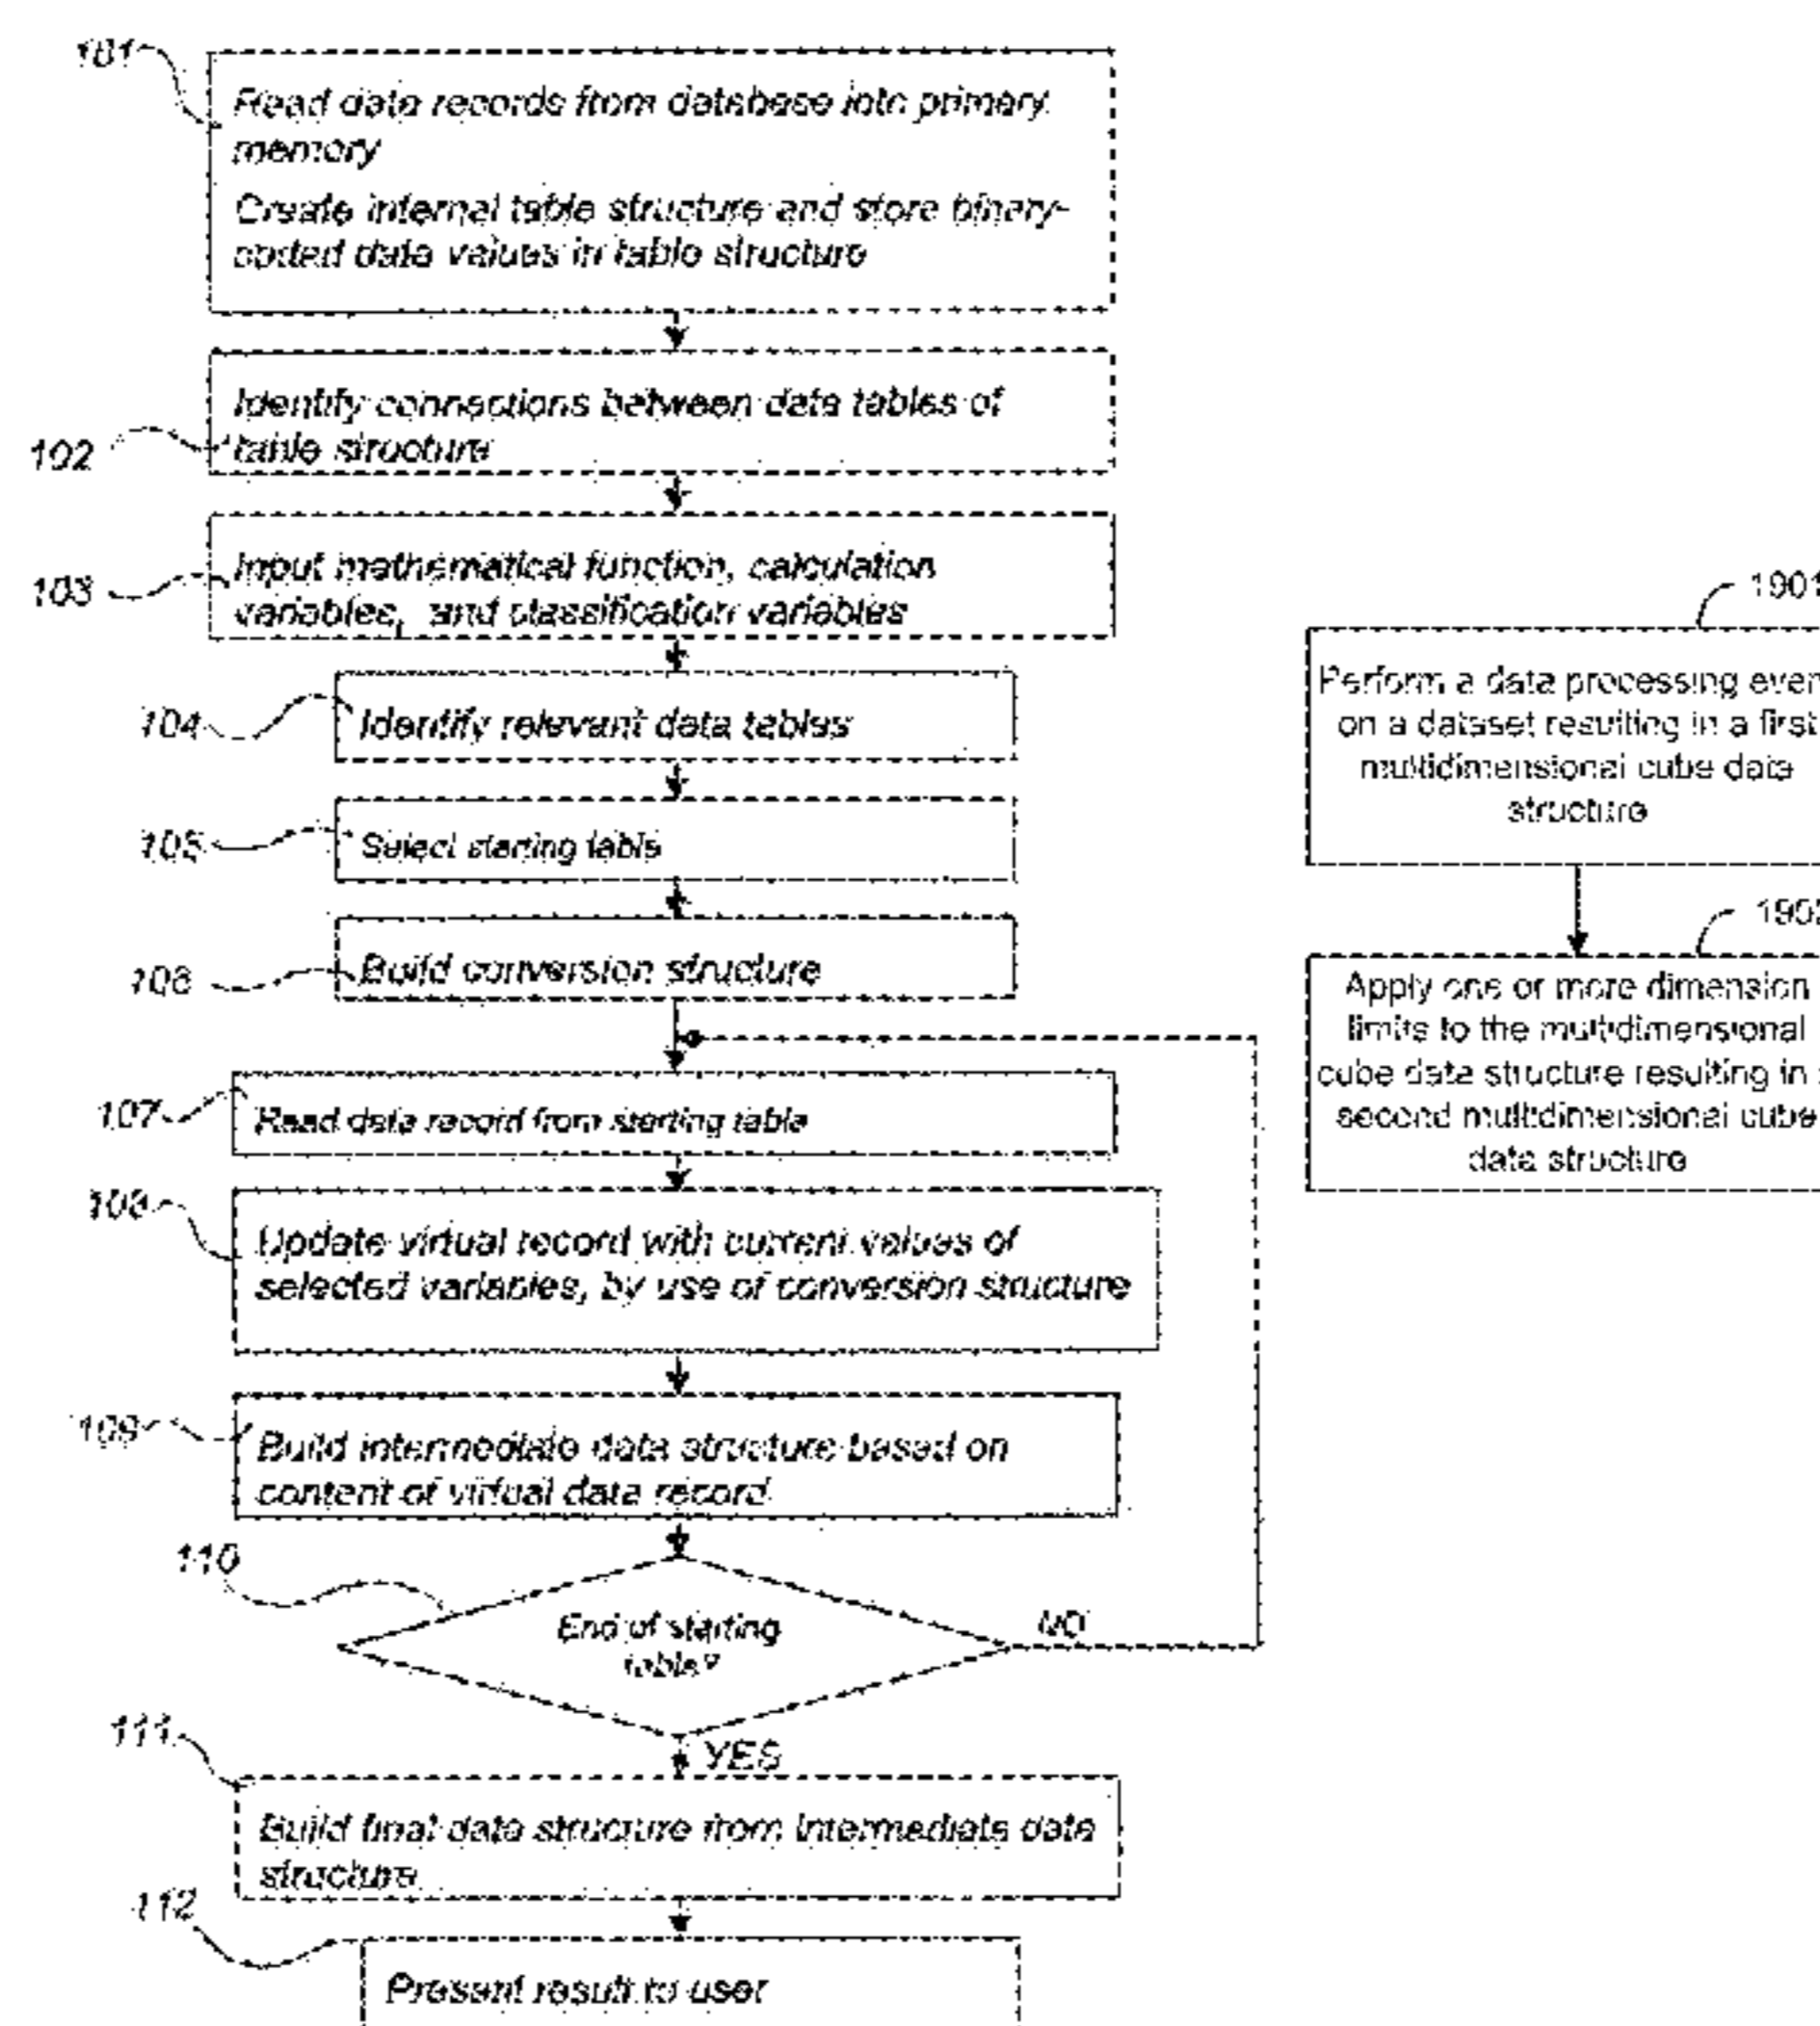 101
Read data records from database into primary
memory
Create internal table structure and store binary-
coded data values in table structure
102
Identify connections between data tables of
table structure
103
Input mathematical function, calculation
variables, and classification variables
104
Identify relevant data tables
105
Select starting table
106
Build conversion structure
107
Read data record from starting table
108
Update virtual record with current values of
selected variables, by use of conversion structure
109
Build intermediate data structure based on
content of virtual data record
110
End of starting
table?
NO
YES
111
Build final data structure from intermediate data
structure
112
Present result to user
1901
Perform a data processing even
on a dataset resulting in a first
multidimensional cube data
structure
1902
Apply one or more dimension
limits to the multidimensional
cube data structure resulting in
second multidimensional cube
data structure